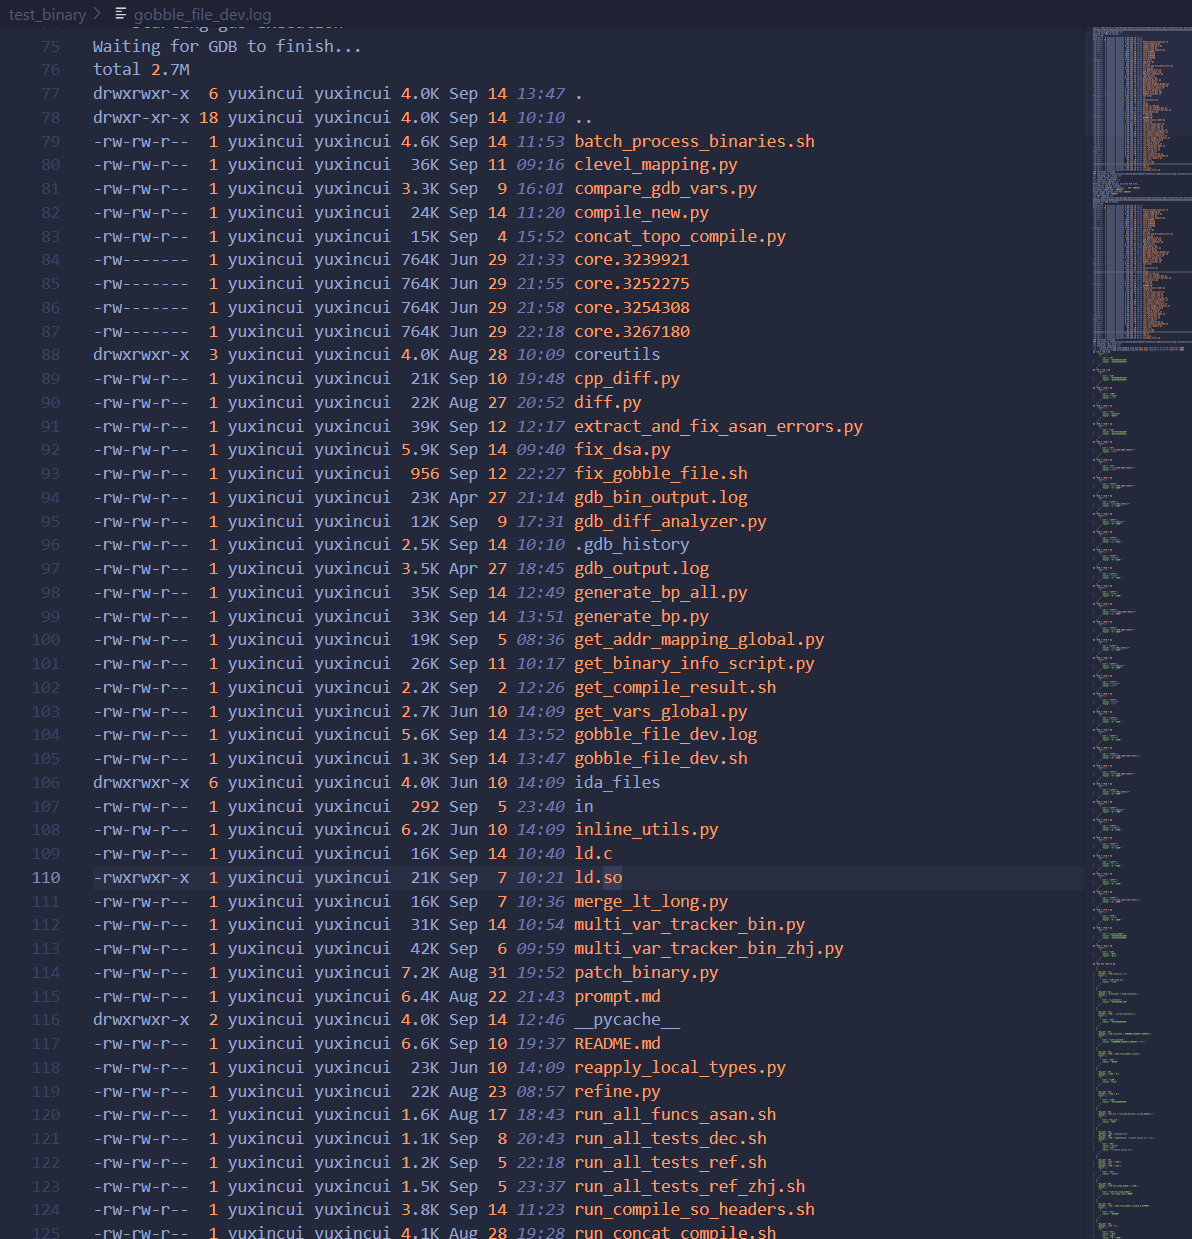 test_binary > gobble_file_dev.log
75 Waiting for GDB to finish...
76 total 2.7M
77 drwxrwxr-x  6 yuxincui yuxincui 4.0K Sep 14 13:47 .
78 drwxr-xr-x 18 yuxincui yuxincui 4.0K Sep 14 10:10 ..
79 -rw-rw-r--  1 yuxincui yuxincui 4.6K Sep 14 11:53 batch_process_binaries.sh
80 -rw-rw-r--  1 yuxincui yuxincui  36K Sep 11 09:16 clevel_mapping.py
81 -rw-rw-r--  1 yuxincui yuxincui 3.3K Sep  9 16:01 compare_gdb_vars.py
82 -rw-rw-r--  1 yuxincui yuxincui  24K Sep 14 11:20 compile_new.py
83 -rw-rw-r--  1 yuxincui yuxincui  15K Sep  4 15:52 concat_topo_compile.py
84 -rw-------  1 yuxincui yuxincui 764K Jun 29 21:33 core.3239921
85 -rw-------  1 yuxincui yuxincui 764K Jun 29 21:55 core.3252275
86 -rw-------  1 yuxincui yuxincui 764K Jun 29 21:58 core.3254308
87 -rw-------  1 yuxincui yuxincui 764K Jun 29 22:18 core.3267180
88 drwxrwxr-x  3 yuxincui yuxincui 4.0K Aug 28 10:09 coreutils
89 -rw-rw-r--  1 yuxincui yuxincui  21K Sep 10 19:48 cpp_diff.py
90 -rw-rw-r--  1 yuxincui yuxincui  22K Aug 27 20:52 diff.py
91 -rw-rw-r--  1 yuxincui yuxincui  39K Sep 12 12:17 extract_and_fix_asan_errors.py
92 -rw-rw-r--  1 yuxincui yuxincui 5.9K Sep 14 09:40 fix_dsa.py
93 -rw-rw-r--  1 yuxincui yuxincui  956 Sep 12 22:27 fix_gobble_file.sh
94 -rw-rw-r--  1 yuxincui yuxincui  23K Apr 27 21:14 gdb_bin_output.log
95 -rw-rw-r--  1 yuxincui yuxincui  12K Sep  9 17:31 gdb_diff_analyzer.py
96 -rw-rw-r--  1 yuxincui yuxincui 2.5K Sep 14 10:10 .gdb_history
97 -rw-rw-r--  1 yuxincui yuxincui 3.5K Apr 27 18:45 gdb_output.log
98 -rw-rw-r--  1 yuxincui yuxincui  35K Sep 14 12:49 generate_bp_all.py
99 -rw-rw-r--  1 yuxincui yuxincui  33K Sep 14 13:51 generate_bp.py
100 -rw-rw-r--  1 yuxincui yuxincui  19K Sep  5 08:36 get_addr_mapping_global.py
101 -rw-rw-r--  1 yuxincui yuxincui  26K Sep 11 10:17 get_binary_info_script.py
102 -rw-rw-r--  1 yuxincui yuxincui 2.2K Sep  2 12:26 get_compile_result.sh
103 -rw-rw-r--  1 yuxincui yuxincui 2.7K Jun 10 14:09 get_vars_global.py
104 -rw-rw-r--  1 yuxincui yuxincui 5.6K Sep 14 13:52 gobble_file_dev.log
105 -rw-rw-r--  1 yuxincui yuxincui 1.3K Sep 14 13:47 gobble_file_dev.sh
106 drwxrwxr-x  6 yuxincui yuxincui 4.0K Jun 10 14:09 ida_files
107 -rw-rw-r--  1 yuxincui yuxincui  292 Sep  5 23:40 in
108 -rw-rw-r--  1 yuxincui yuxincui 6.2K Jun 10 14:09 inline_utils.py
109 -rw-rw-r--  1 yuxincui yuxincui  16K Sep 14 10:40 ld.c
110 -rwxrwxr-x  1 yuxincui yuxincui  21K Sep  7 10:21 ld.so
111 -rw-rw-r--  1 yuxincui yuxincui  16K Sep  7 10:36 merge_lt_long.py
112 -rw-rw-r--  1 yuxincui yuxincui  31K Sep 14 10:54 multi_var_tracker_bin.py
113 -rw-rw-r--  1 yuxincui yuxincui  42K Sep  6 09:59 multi_var_tracker_bin_zhj.py
114 -rw-rw-r--  1 yuxincui yuxincui 7.2K Aug 31 19:52 patch_binary.py
115 -rw-rw-r--  1 yuxincui yuxincui 6.4K Aug 22 21:43 prompt.md
116 drwxrwxr-x  2 yuxincui yuxincui 4.0K Sep 14 12:46 __pycache__
117 -rw-rw-r--  1 yuxincui yuxincui 6.6K Sep 10 19:37 README.md
118 -rw-rw-r--  1 yuxincui yuxincui  23K Jun 10 14:09 reapply_local_types.py
119 -rw-rw-r--  1 yuxincui yuxincui  22K Aug 23 08:57 refine.py
120 -rw-rw-r--  1 yuxincui yuxincui 1.6K Aug 17 18:43 run_all_funcs_asan.sh
121 -rw-rw-r--  1 yuxincui yuxincui 1.1K Sep  8 20:43 run_all_tests_dec.sh
122 -rw-rw-r--  1 yuxincui yuxincui 1.2K Sep  5 22:18 run_all_tests_ref.sh
123 -rw-rw-r--  1 yuxincui yuxincui 1.5K Sep  5 23:37 run_all_tests_ref_zhj.sh
124 -rw-rw-r--  1 yuxincui yuxincui 3.8K Sep 14 11:23 run_compile_so_headers.sh
125 -rw-rw-r--  1 yuxincui yuxincui 4.1K Aug 28 19:28 run_concat_compile.sh